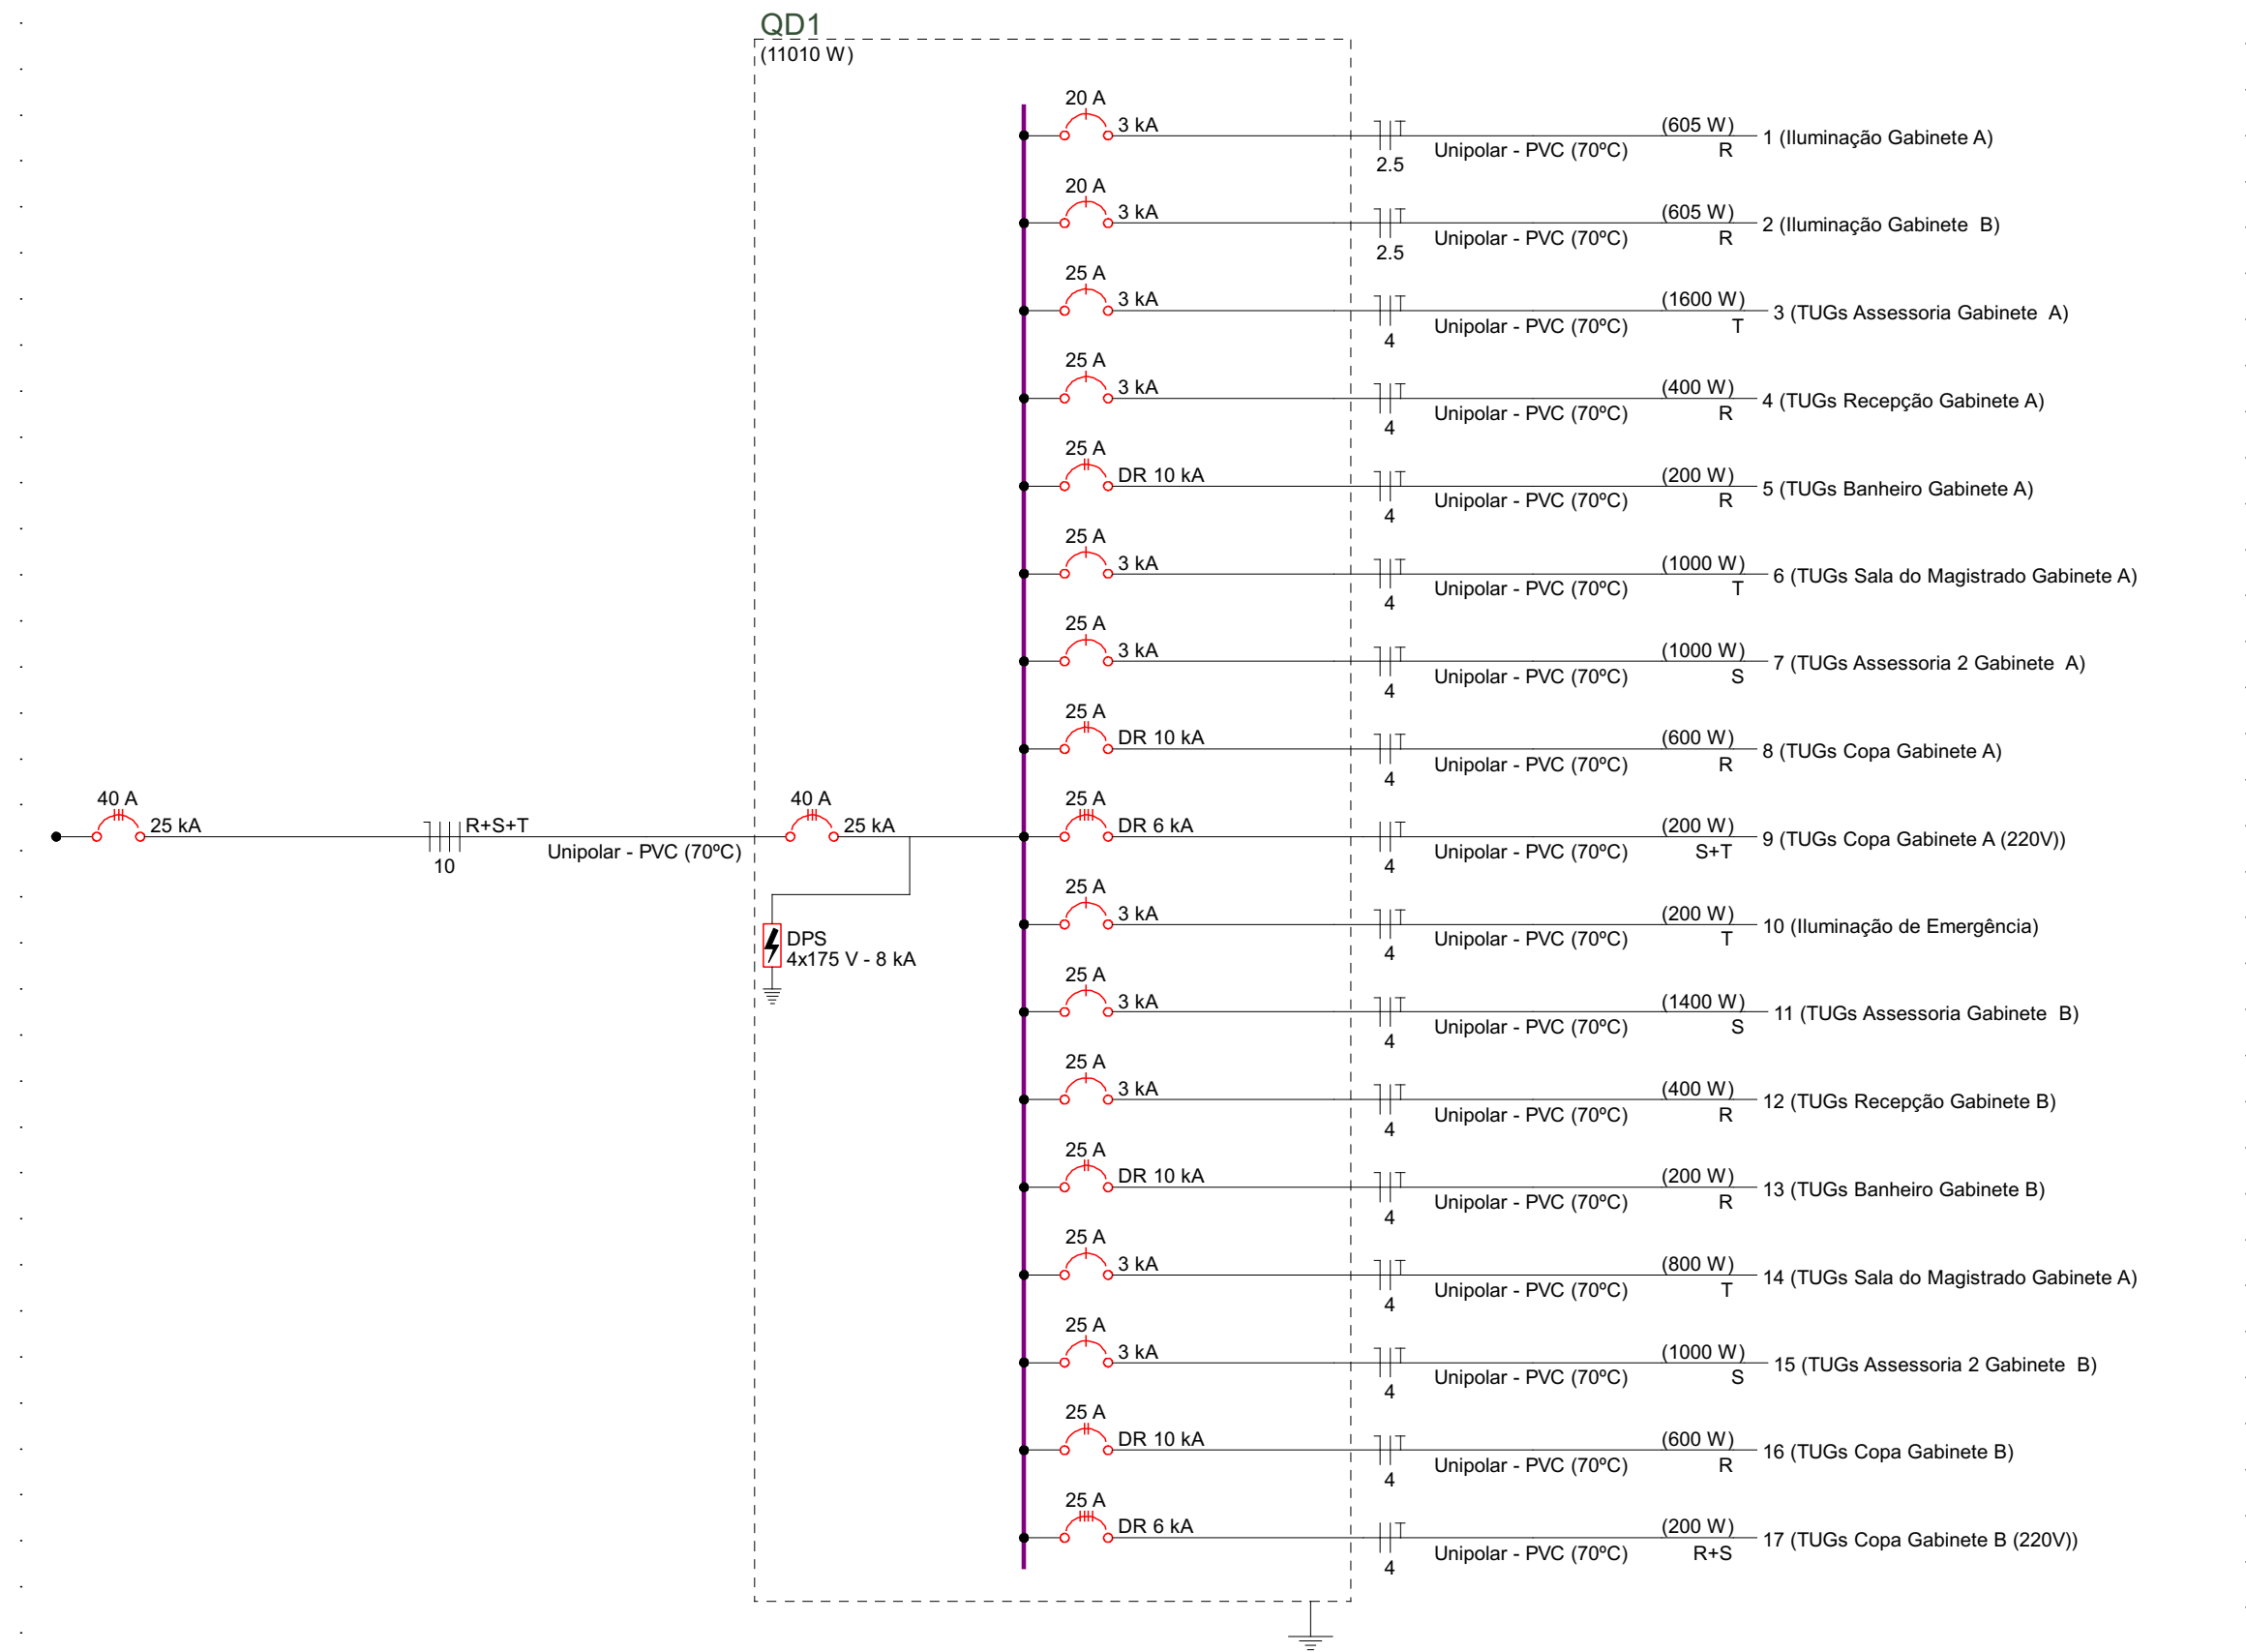 QD1
(11010 W)
20 A
3 kA
2.5
Unipolar - PVC (70ºC)
(605 W)
R
1 (Iluminação Gabinete A)
20 A
3 kA
2.5
Unipolar - PVC (70ºC)
(605 W)
R
2 (Iluminação Gabinete B)
25 A
3 kA
4
Unipolar - PVC (70ºC)
(1600 W)
T
3 (TUGs Assessoria Gabinete A)
25 A
3 kA
4
Unipolar - PVC (70ºC)
(400 W)
R
4 (TUGs Recepção Gabinete A)
25 A
DR 10 kA
4
Unipolar - PVC (70ºC)
(200 W)
R
5 (TUGs Banheiro Gabinete A)
25 A
3 kA
4
Unipolar - PVC (70ºC)
(1000 W)
T
6 (TUGs Sala do Magistrado Gabinete A)
25 A
3 kA
4
Unipolar - PVC (70ºC)
(1000 W)
S
7 (TUGs Assessoria 2 Gabinete A)
25 A
DR 10 kA
4
Unipolar - PVC (70ºC)
(600 W)
R
8 (TUGs Copa Gabinete A)
40 A
25 kA
R+S+T
10
Unipolar - PVC (70ºC)
40 A
25 kA
DPS
4x175 V - 8 kA
25 A
DR 6 kA
4
Unipolar - PVC (70ºC)
(200 W)
S+T
9 (TUGs Copa Gabinete A (220V))
25 A
3 kA
4
Unipolar - PVC (70ºC)
(200 W)
T
10 (Iluminação de Emergência)
25 A
3 kA
4
Unipolar - PVC (70ºC)
(1400 W)
S
11 (TUGs Assessoria Gabinete B)
25 A
3 kA
4
Unipolar - PVC (70ºC)
(400 W)
R
12 (TUGs Recepção Gabinete B)
25 A
DR 10 kA
4
Unipolar - PVC (70ºC)
(200 W)
R
13 (TUGs Banheiro Gabinete B)
25 A
3 kA
4
Unipolar - PVC (70ºC)
(800 W)
T
14 (TUGs Sala do Magistrado Gabinete A)
25 A
3 kA
4
Unipolar - PVC (70ºC)
(1000 W)
S
15 (TUGs Assessoria 2 Gabinete B)
25 A
DR 10 kA
4
Unipolar - PVC (70ºC)
(600 W)
R
16 (TUGs Copa Gabinete B)
25 A
DR 6 kA
4
Unipolar - PVC (70ºC)
(200 W)
R+S
17 (TUGs Copa Gabinete B (220V))